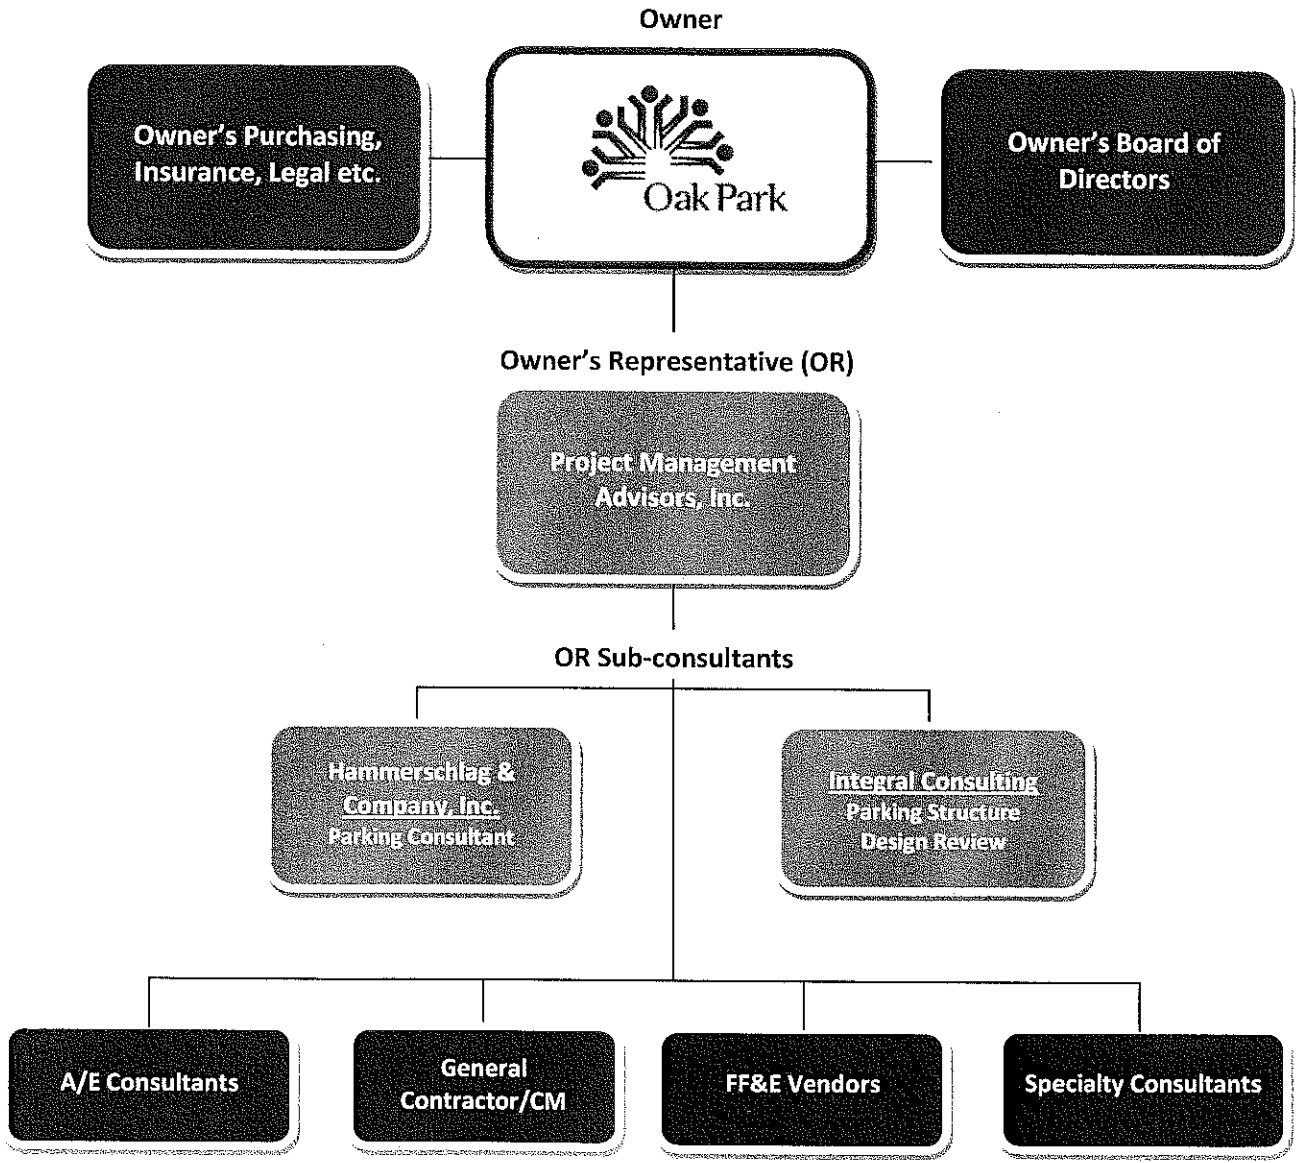 Owner
Owner's Purchasing,
Insurance, Legal etc.
Oak Park
Owner's Board of
Directors
Owner's Representative (OR)
Project Management
Advisors, Inc.
OR Sub-consultants
Hammerschlag &
Company, Inc.
Parking Consultant
Integral Consulting
Parking Structure
Design Review
A/E Consultants
General
Contractor/CM
FF&E Vendors
Specialty Consultants